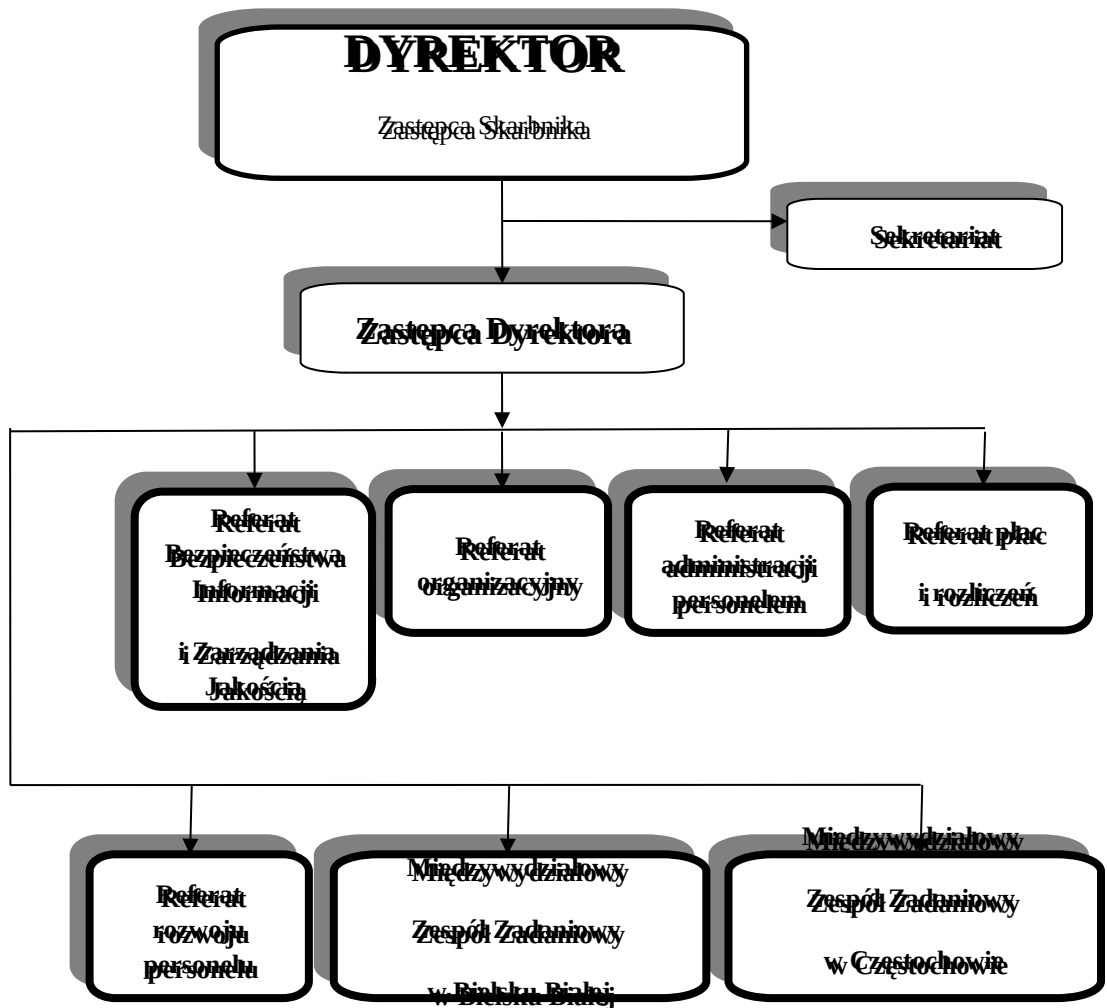 DYREKTOR
Zastępca Skarbnika
Sekretariat
Zastępca Dyrektora
Referat
Bezpieczeństwa
Informacji
i Zarządzania
Jakością
Referat
organizacyjny
Referat
administracji
personelem
Referat płac
i rozliczeń
Referat
rozwoju
personelu
Międzywydziałowy
Zespół Zadaniowy
w Bielsku Białej
Międzywydziałowy
Zespół Zadaniowy
w Częstochowie